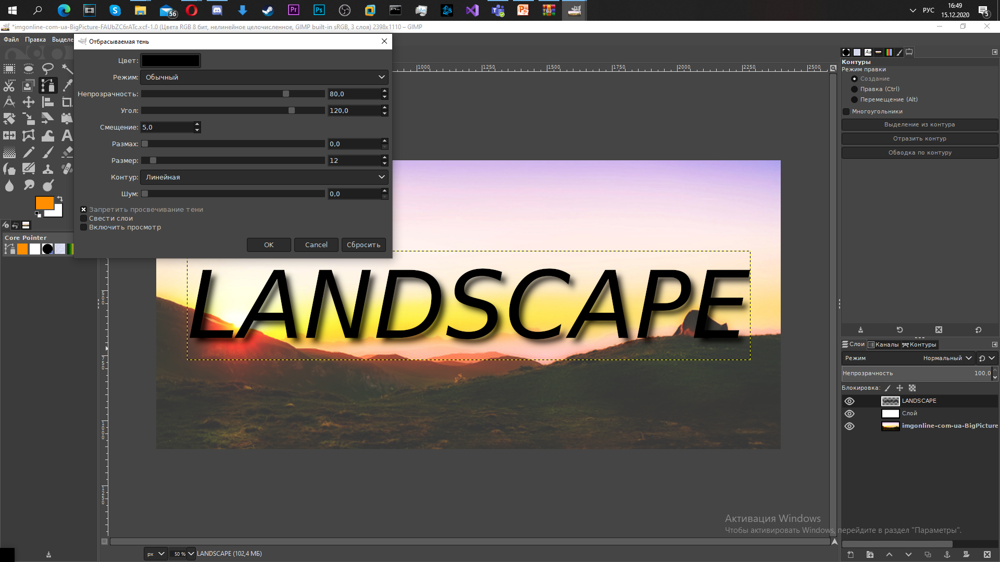 16:49
РУС
15.12.2020
56
5
*imgonline-com-ua-BigPicture-FAUbZC6rATc.xcf-1.0 (Цвета RGB 8 бит, нелинейное целочисленное, GIMP built-in sRGB, 3 слоя) 2398x1110 – GIMP
Файл Правка Выделе
Отбрасываемая тень
Цвет:
Режим: Обычный
Непрозрачность: 80,0
Угол: 120,0
Смещение: 5,0
Размах: 0,0
Размер: 12
Контур: Линейная
Шум: 0,0
Запретить просвечивание тени
Свести слои
Включить просмотр
OK Cancel Сбросить
Core Pointer
1000 1250 1500 1750 2000 2250 2500
500
750
1000
1250
LANDSCAPE
Контуры
Режим правки
Создание
Правка (Ctrl)
Перемещение (Alt)
Многоугольники
Выделение из контура
Отразить контур
Обводка по контуру
Слои Каналы Контуры
Режим Нормальный
Непрозрачность 100,0
Блокировка:
LANDSCAPE
Слой
imgonline-com-ua-BigPicture
Активация Windows
Чтобы активировать Windows, перейдите в раздел "Параметры".
px 50 % LANDSCAPE (102,4 МБ)